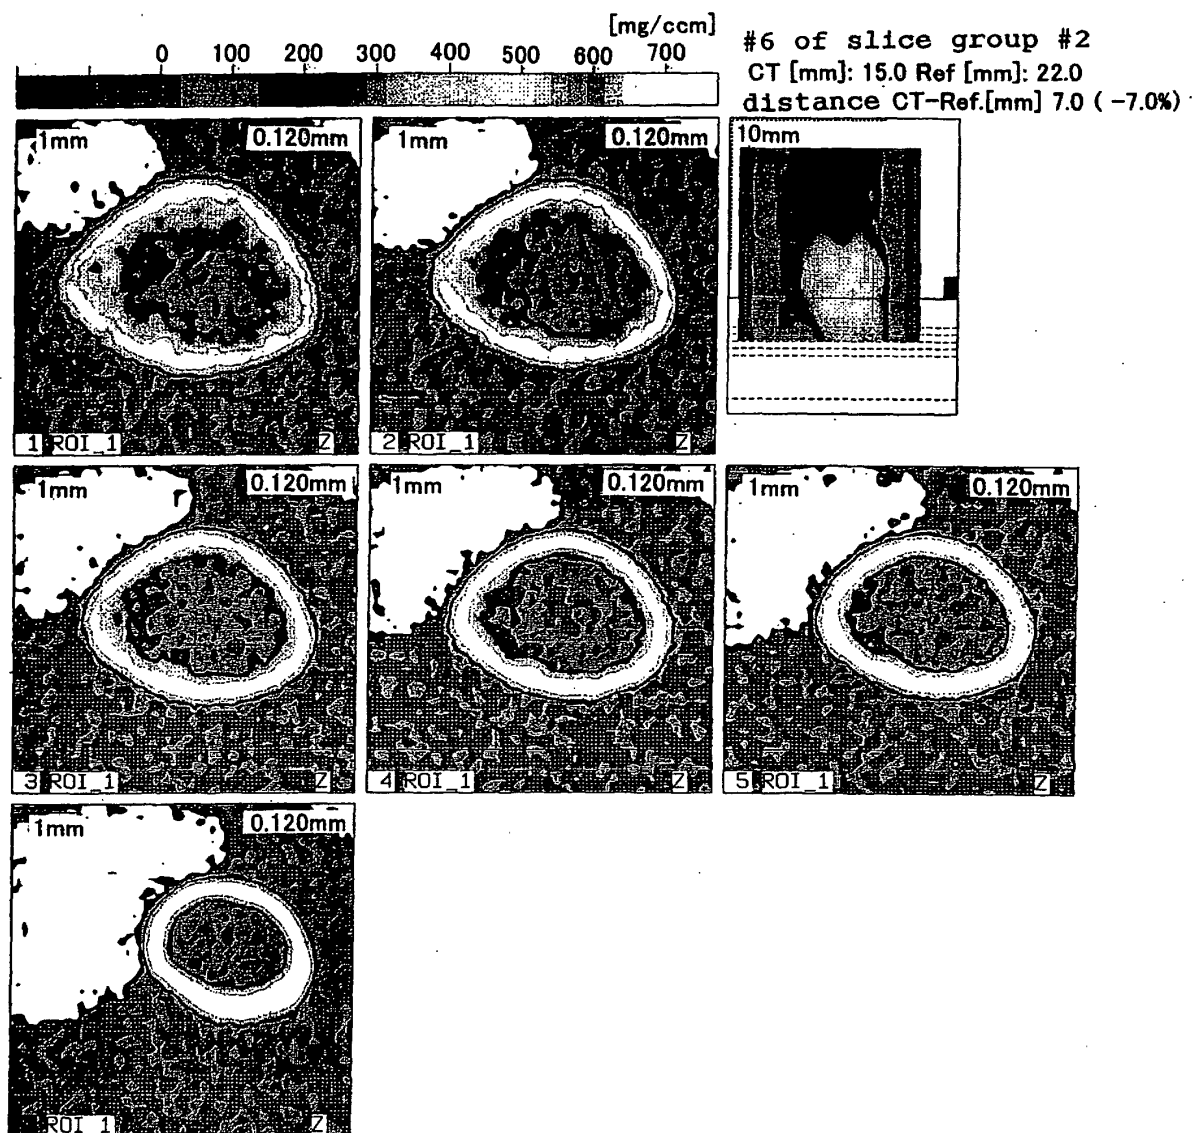 [mg/ccm]
0 100 200 300 400 500 600 700
#6 of slice group #2
CT [mm]: 15.0 Ref [mm]: 22.0
distance CT-Ref.[mm] 7.0 ( -7.0%)
1mm 0.120mm
1mm 0.120mm
10mm
1 ROI_1 Z
2 ROI_1 Z
1mm 0.120mm
1mm 0.120mm
1mm 0.120mm
3 ROI_1 Z
4 ROI_1 Z
5 ROI_1 Z
1mm 0.120mm
ROI_1 Z